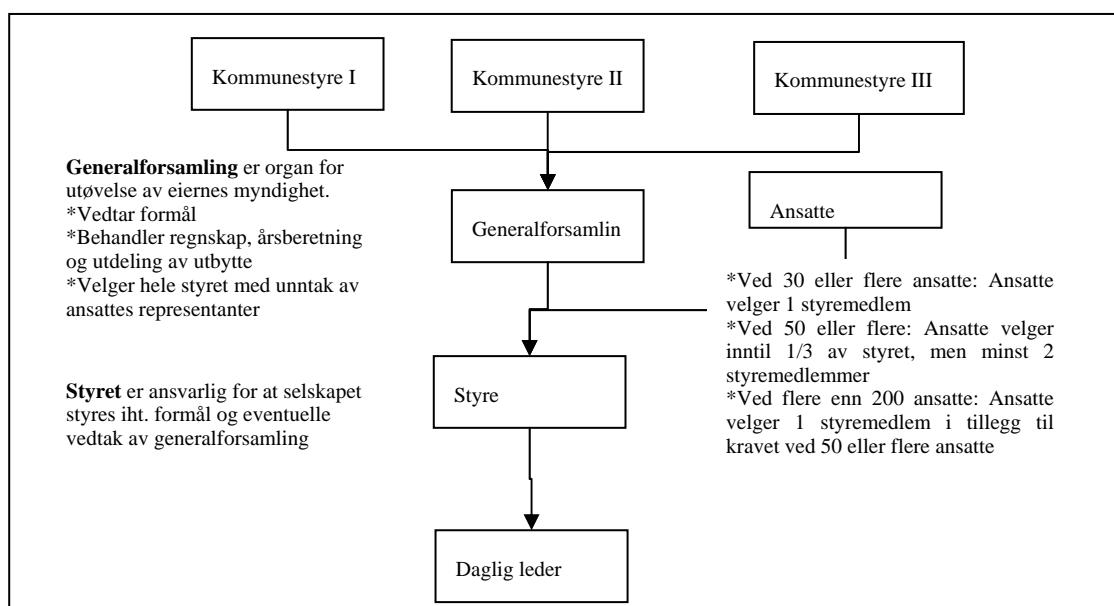 Kommunestyre I
Kommunestyre II
Kommunestyre III
Generalforsamling er organ for
utøvelse av eiernes myndighet.
*Vedtar formål
*Behandler regnskap, årsberetning
og utdeling av utbytte
*Velger hele styret med unntak av
ansattes representanter
Generalforsamlin
Ansatte
*Ved 30 eller flere ansatte: Ansatte
velger 1 styremedlem
*Ved 50 eller flere: Ansatte velger
inntil 1/3 av styret, men minst 2
styremedlemmer
*Ved flere enn 200 ansatte: Ansatte
velger 1 styremedlem i tillegg til
kravet ved 50 eller flere ansatte
Styret er ansvarlig for at selskapet
styres iht. formål og eventuelle
vedtak av generalforsamling
Styre
Daglig leder